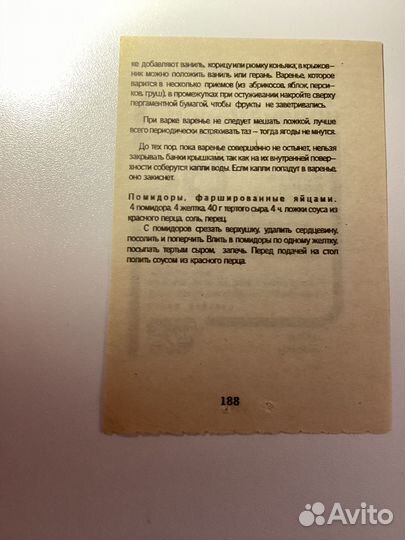 ке добавляют ваниль, корицу или рюмку коньяка; в крыжов-
ник можно положить ваниль или герань. Варенье, которое
варится в несколько приемов (из абрикосов, яблок, перси-
ков, груш), в промежутках при остуживании накройте сверху
пергаментной бумагой, чтобы фрукты не заветривались.
При варке варенье не следует мешать ложкой, лучше
всего периодически встряхивать таз – тогда ягоды не мнутся.
До тех пор, пока варенье совершенно не остынет, нельзя
закрывать банки крышками, так как на их внутренней повер-
хности соберутся капли воды. Если капли попадут в варенье,
оно закиснет.
Помидоры, фаршированные яйцами.
4 помидора, 4 желтка, 40 г тертого сыра, 4 ч. ложки соуса из
красного перца, соль, перец.
С помидоров срезать верхушку, удалить сердцевину,
посолить и поперчить. Влить в помидоры по одному желтку,
посыпать тертым сыром, запечь. Перед подачей на стол
полить соусом из красного перца.
188
Avito